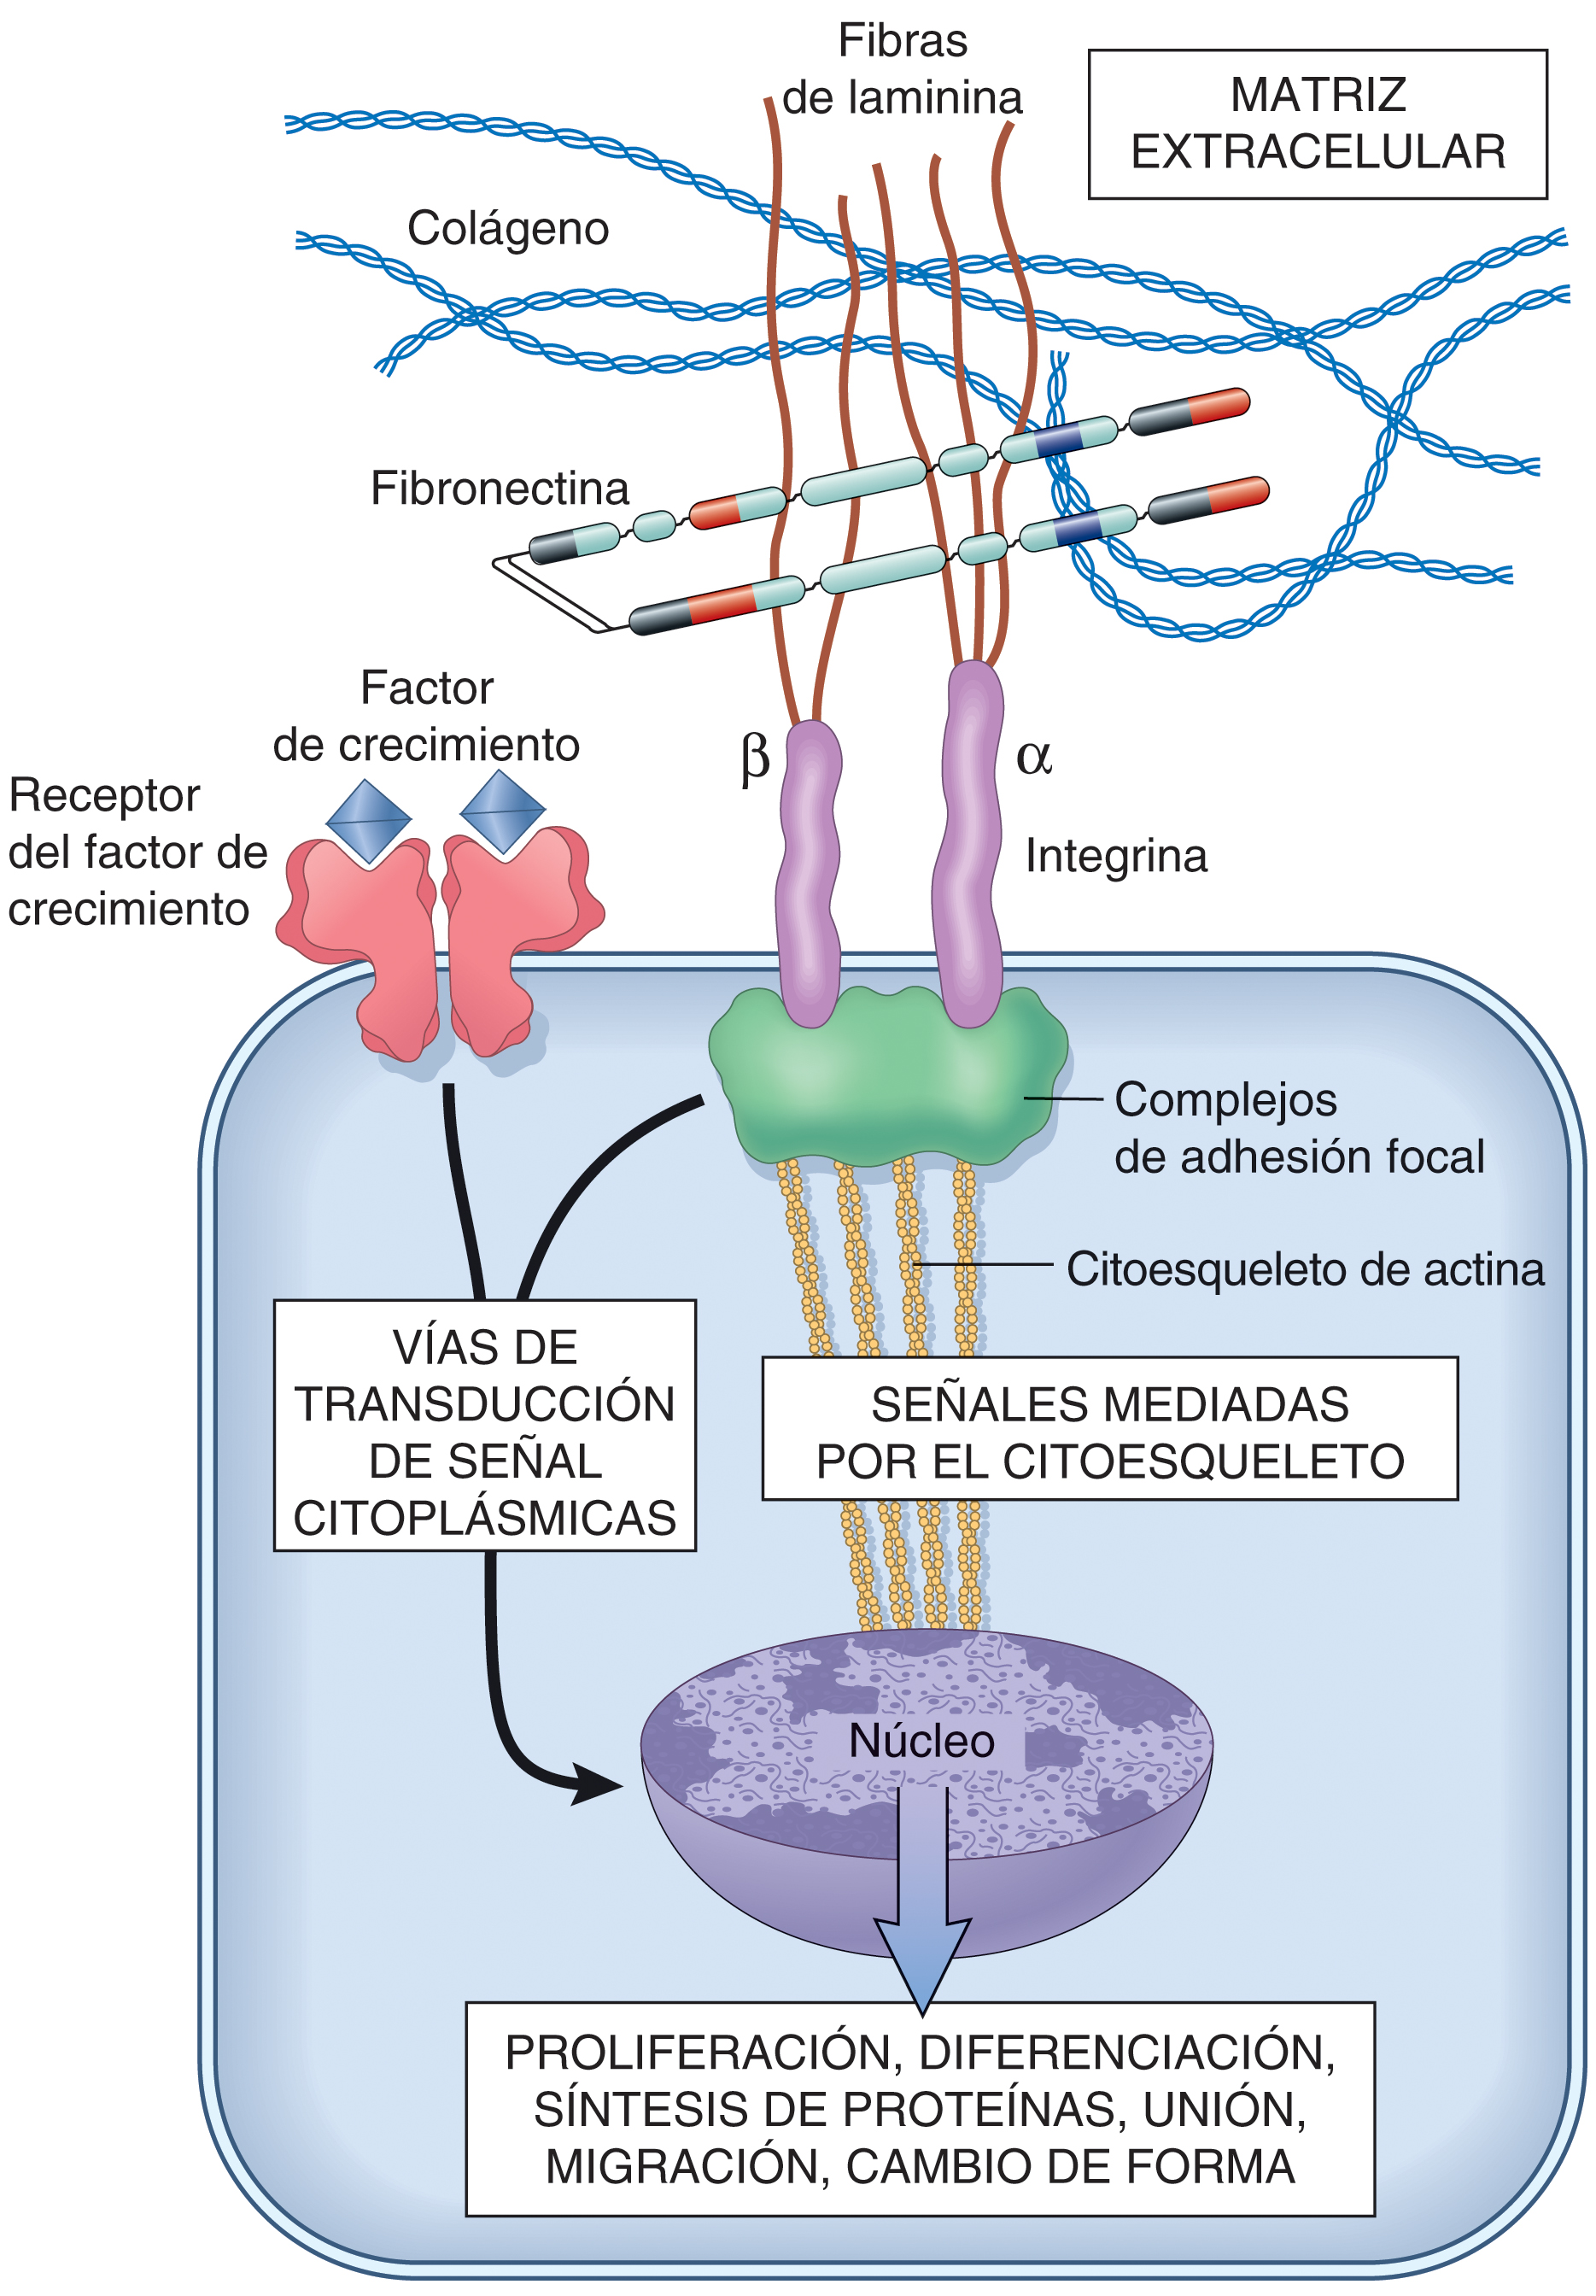 Fibras
de laminina
MATRIZ
EXTRACELULAR
Colágeno
Fibronectina
Factor
de crecimiento
Receptor
del factor de
crecimiento
β
α
Integrina
Complejos
de adhesión focal
Citoesqueleto de actina
VÍAS DE
TRANSDUCCIÓN
DE SEÑAL
CITOPLÁSMICAS
SEÑALES MEDIADAS
POR EL CITOESQUELETO
Núcleo
PROLIFERACIÓN, DIFERENCIACIÓN,
SÍNTESIS DE PROTEÍNAS, UNIÓN,
MIGRACIÓN, CAMBIO DE FORMA